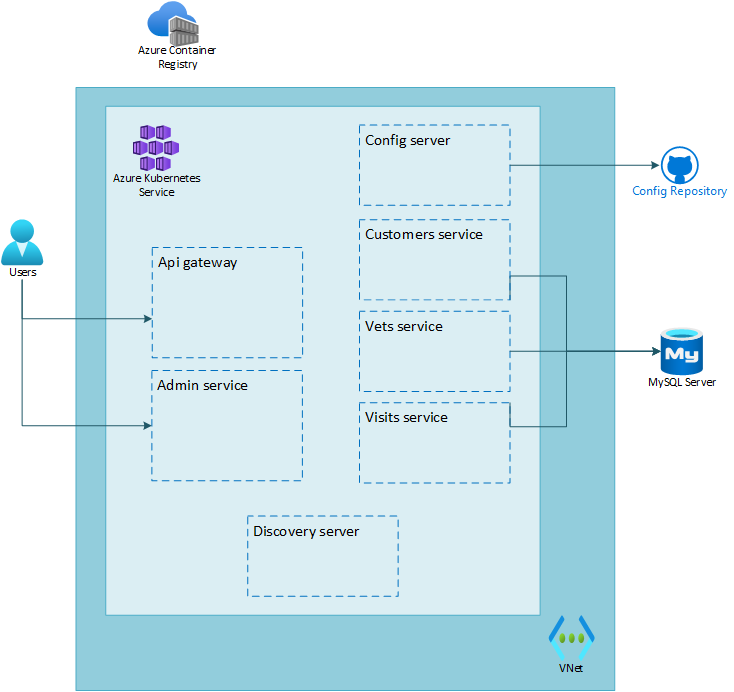 Azure Container
Registry
Azure Kubernetes
Service
Config server
Config Repository
Customers service
Users
Api gateway
Vets service
My
MySQL Server
Admin service
Visits service
Discovery server
VNet